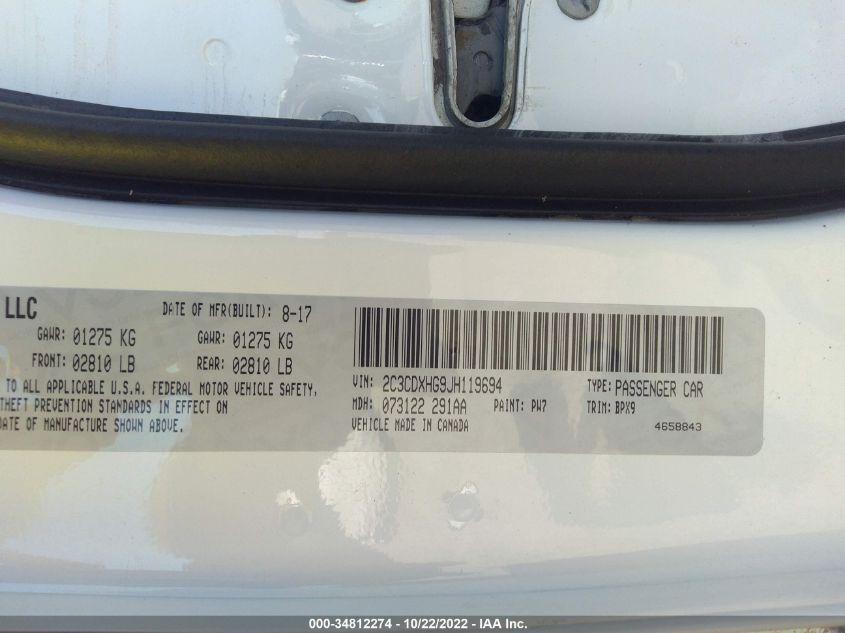 LLC
DATE OF MFR(BUILT): 8-17
GAWR: 01275 KG GAWR: 01275 KG
FRONT: 02810 LB REAR: 02810 LB
TO ALL APPLICABLE U.S.A. FEDERAL MOTOR VEHICLE SAFETY,
THEFT PREVENTION STANDARDS IN EFFECT ON
DATE OF MANUFACTURE SHOWN ABOVE.
VIN: 2C3CDXHG9JH119694 TYPE: PASSENGER CAR
MDH: 073122 291AA PAINT: PW7 TRIM: BPX9
VEHICLE MADE IN CANADA 4658843
000-34812274 - 10/22/2022 - IAA Inc.